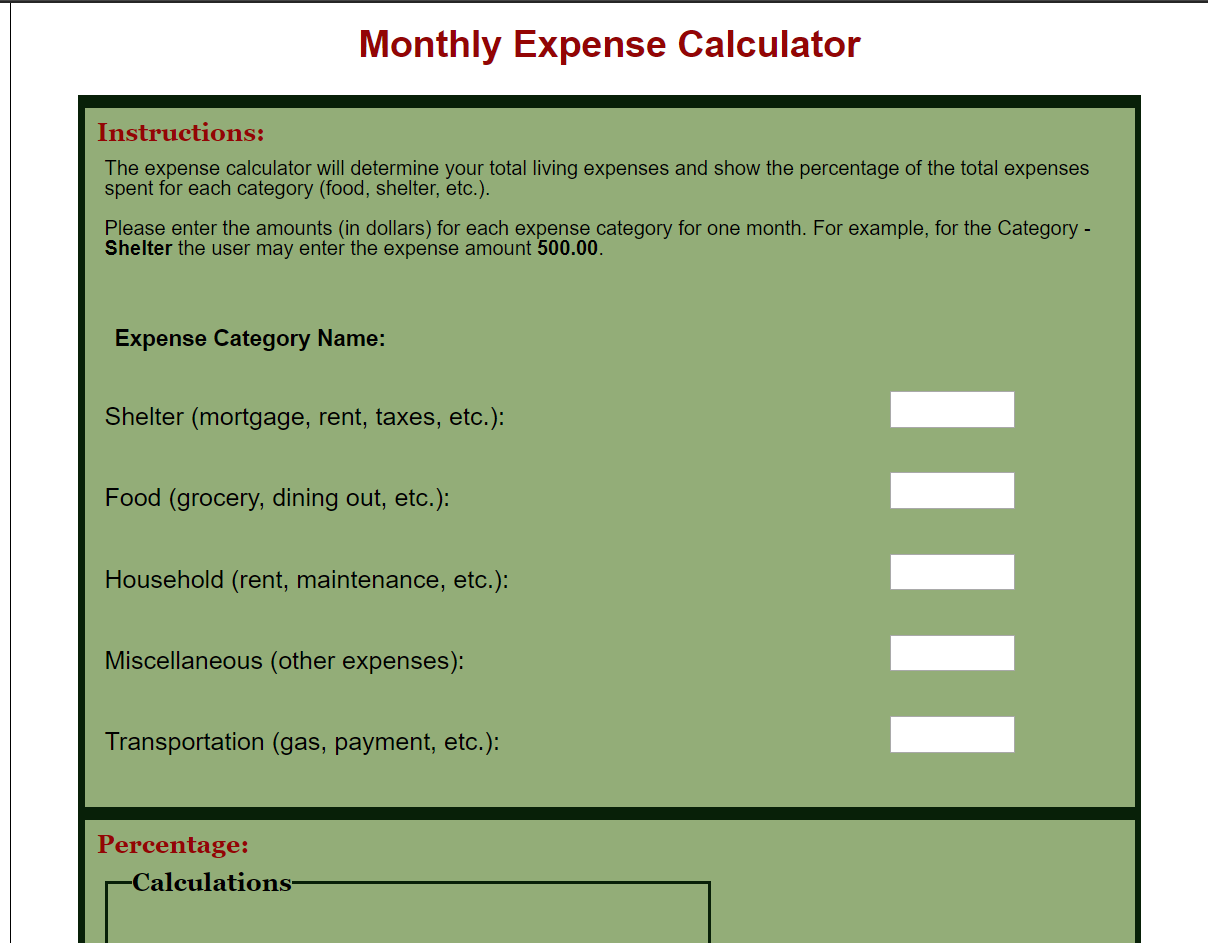 Monthly Expense Calculator
Instructions:
The expense calculator will determine your total living expenses and show the percentage of the total expenses
spent for each category (food, shelter, etc.).
Please enter the amounts (in dollars) for each expense category for one month. For example, for the Category -
Shelter the user may enter the expense amount 500.00.
Expense Category Name:
Shelter (mortgage, rent, taxes, etc.):
Food (grocery, dining out, etc.):
Household (rent, maintenance, etc.):
Miscellaneous (other expenses):
Transportation (gas, payment, etc.):
Percentage:
Calculations